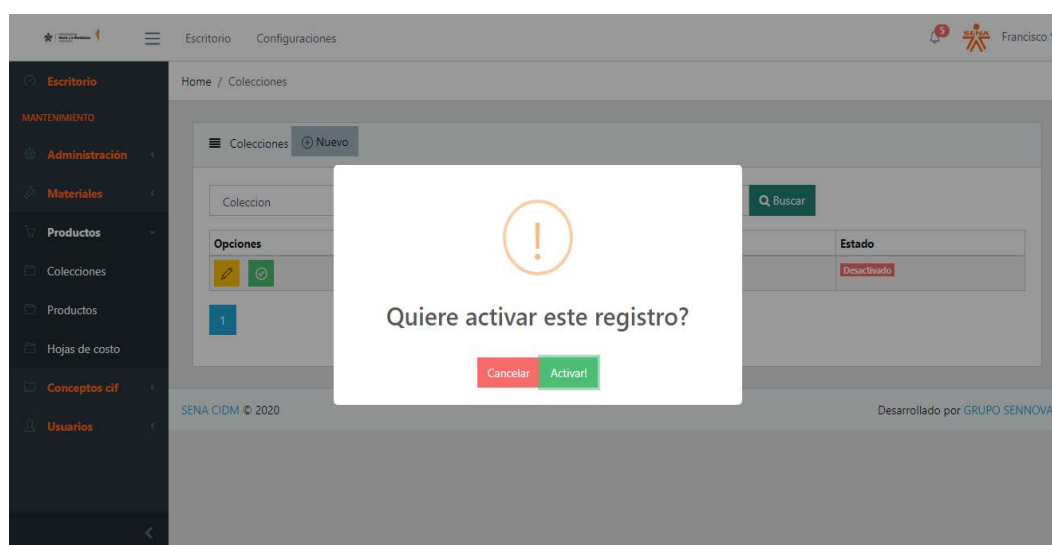 Escritorio Configuraciones 5 SENA Francisco
Escritorio
Home / Colecciones
MANTENIMIENTO
Administración
Colecciones Nuevo
Materiales
Coleccion Buscar
Productos
Opciones Estado
Colecciones
Desactivado
Productos
1
Quiere activar este registro?
Hojas de costo
Cancelar Activar!
Conceptos cif
SENA CIDM © 2020 Desarrollado por GRUPO SENNOVA
Usuarios